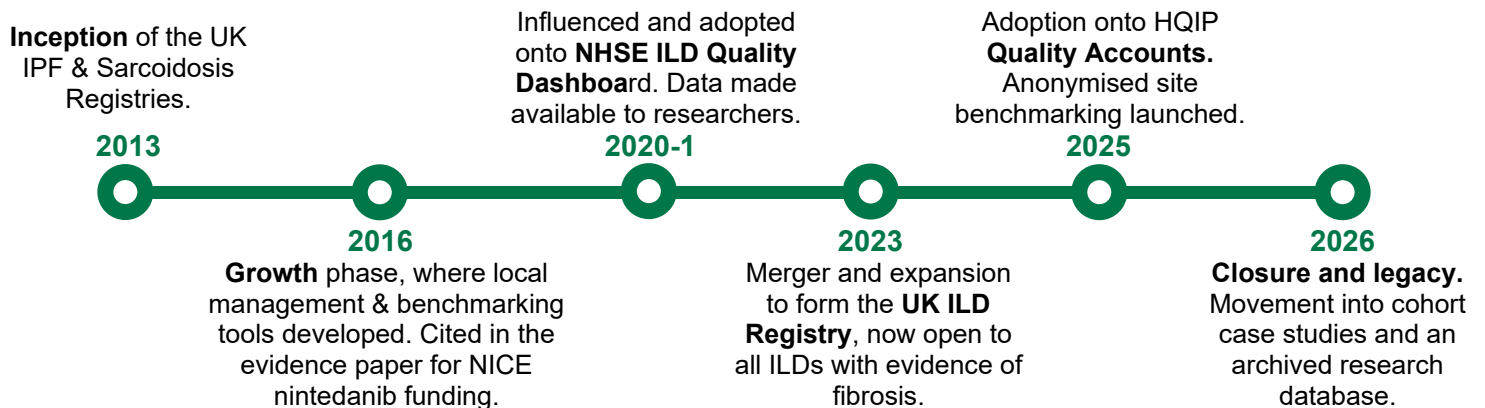 Inception of the UK
IPF & Sarcoidosis
Registries.
2013
2016
Growth phase, where local
management & benchmarking
tools developed. Cited in the
evidence paper for NICE
nintedanib funding.
Influenced and adopted
onto NHSE ILD Quality
Dashboard. Data made
available to researchers.
2020-1
2023
Merger and expansion
to form the UK ILD
Registry, now open to
all ILDs with evidence of
fibrosis.
Adoption onto HQIP
Quality Accounts.
Anonymised site
benchmarking launched.
2025
2026
Closure and legacy.
Movement into cohort
case studies and an
archived research
database.